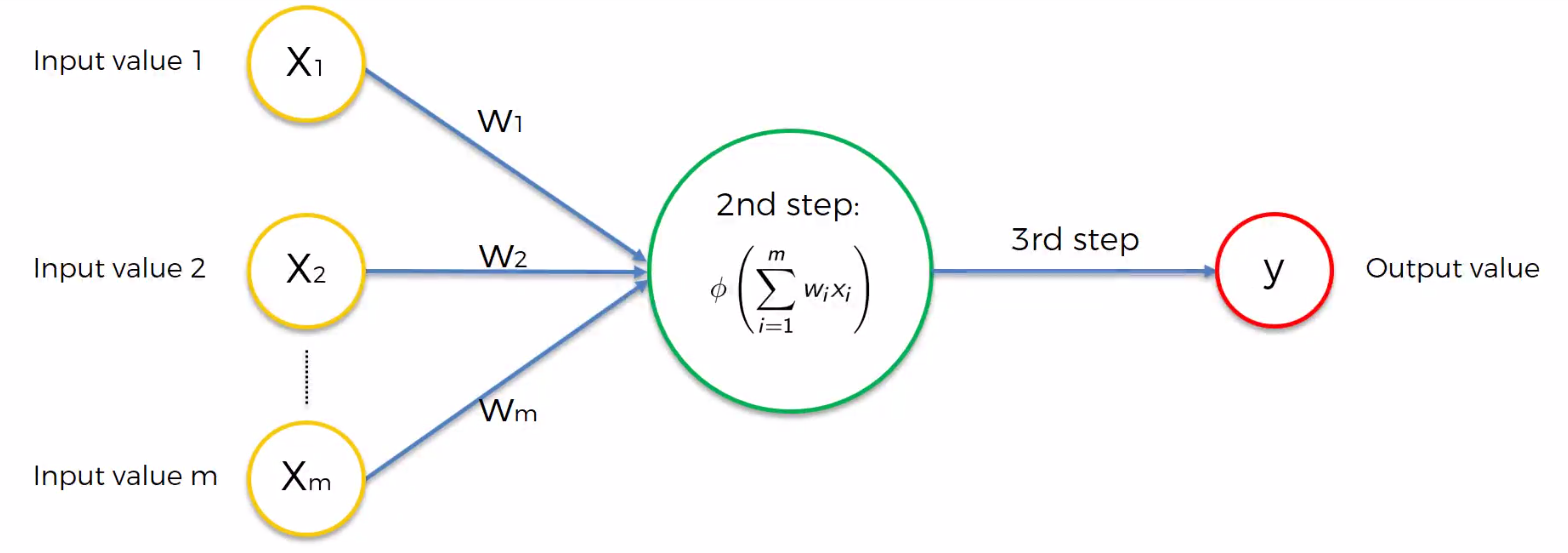 Input value 1
X1
W1
2nd step:
ϕ(∑_{i=1}^{m} w_i x_i)
3rd step
Input value 2
X2
W2
y
Output value
Wm
Input value m
Xm